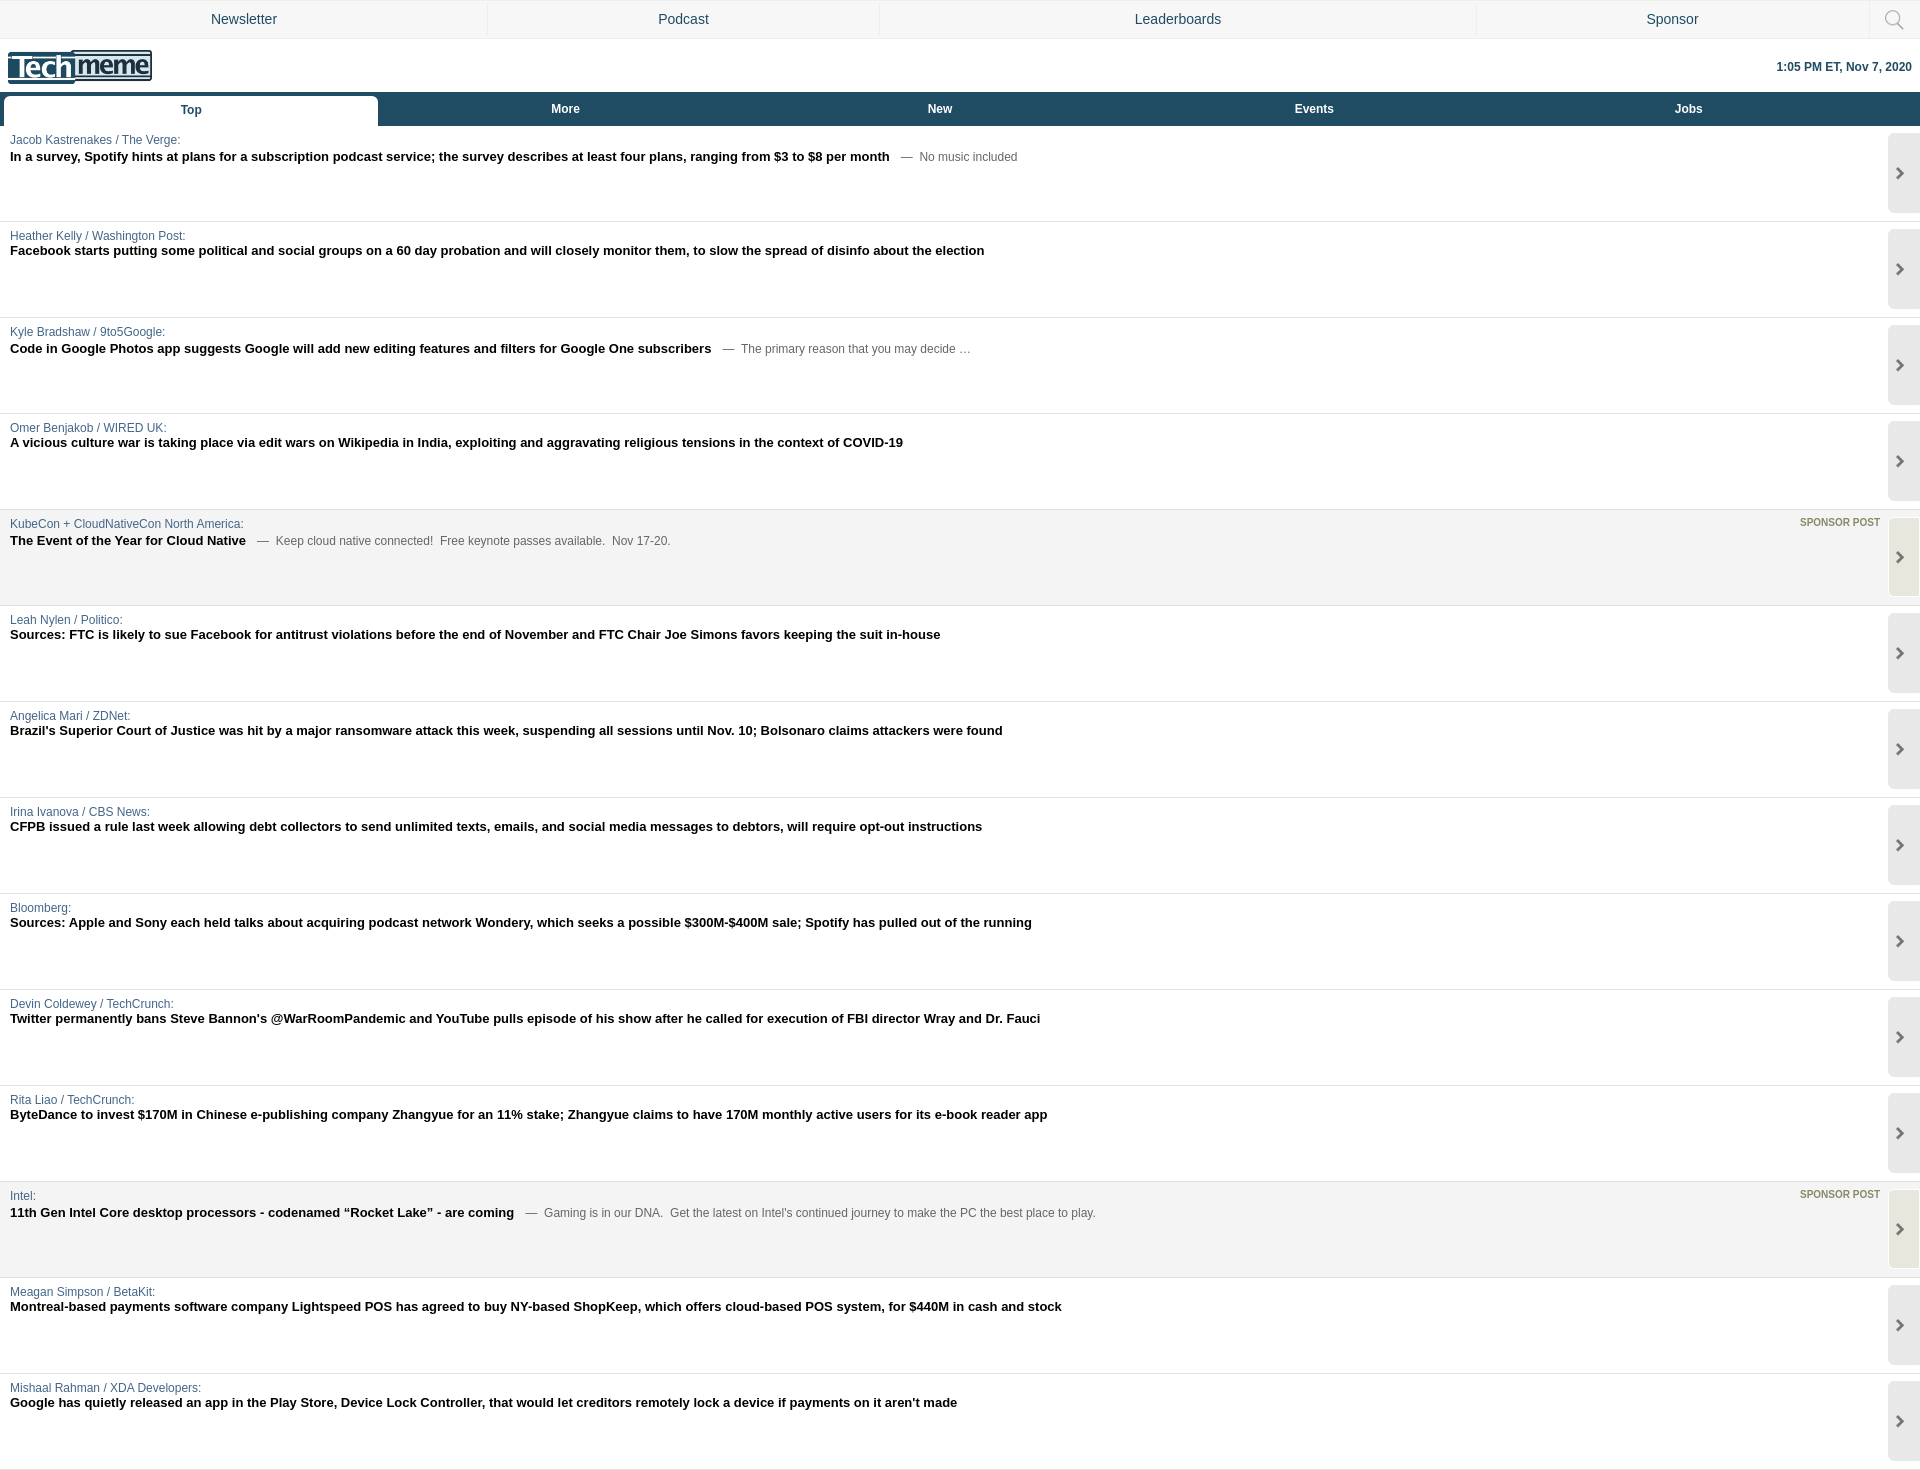 Newsletter
Podcast
Leaderboards
Sponsor
Techmeme
1:05 PM ET, Nov 7, 2020
Top
More
New
Events
Jobs
Jacob Kastrenakes / The Verge:
In a survey, Spotify hints at plans for a subscription podcast service; the survey describes at least four plans, ranging from $3 to $8 per month — No music included
Heather Kelly / Washington Post:
Facebook starts putting some political and social groups on a 60 day probation and will closely monitor them, to slow the spread of disinfo about the election
Kyle Bradshaw / 9to5Google:
Code in Google Photos app suggests Google will add new editing features and filters for Google One subscribers — The primary reason that you may decide …
Omer Benjakob / WIRED UK:
A vicious culture war is taking place via edit wars on Wikipedia in India, exploiting and aggravating religious tensions in the context of COVID-19
KubeCon + CloudNativeCon North America:
SPONSOR POST
The Event of the Year for Cloud Native — Keep cloud native connected! Free keynote passes available. Nov 17-20.
Leah Nylen / Politico:
Sources: FTC is likely to sue Facebook for antitrust violations before the end of November and FTC Chair Joe Simons favors keeping the suit in-house
Angelica Mari / ZDNet:
Brazil's Superior Court of Justice was hit by a major ransomware attack this week, suspending all sessions until Nov. 10; Bolsonaro claims attackers were found
Irina Ivanova / CBS News:
CFPB issued a rule last week allowing debt collectors to send unlimited texts, emails, and social media messages to debtors, will require opt-out instructions
Bloomberg:
Sources: Apple and Sony each held talks about acquiring podcast network Wondery, which seeks a possible $300M-$400M sale; Spotify has pulled out of the running
Devin Coldewey / TechCrunch:
Twitter permanently bans Steve Bannon's @WarRoomPandemic and YouTube pulls episode of his show after he called for execution of FBI director Wray and Dr. Fauci
Rita Liao / TechCrunch:
ByteDance to invest $170M in Chinese e-publishing company Zhangyue for an 11% stake; Zhangyue claims to have 170M monthly active users for its e-book reader app
Intel:
SPONSOR POST
11th Gen Intel Core desktop processors - codenamed “Rocket Lake” - are coming — Gaming is in our DNA. Get the latest on Intel's continued journey to make the PC the best place to play.
Meagan Simpson / BetaKit:
Montreal-based payments software company Lightspeed POS has agreed to buy NY-based ShopKeep, which offers cloud-based POS system, for $440M in cash and stock
Mishaal Rahman / XDA Developers:
Google has quietly released an app in the Play Store, Device Lock Controller, that would let creditors remotely lock a device if payments on it aren't made